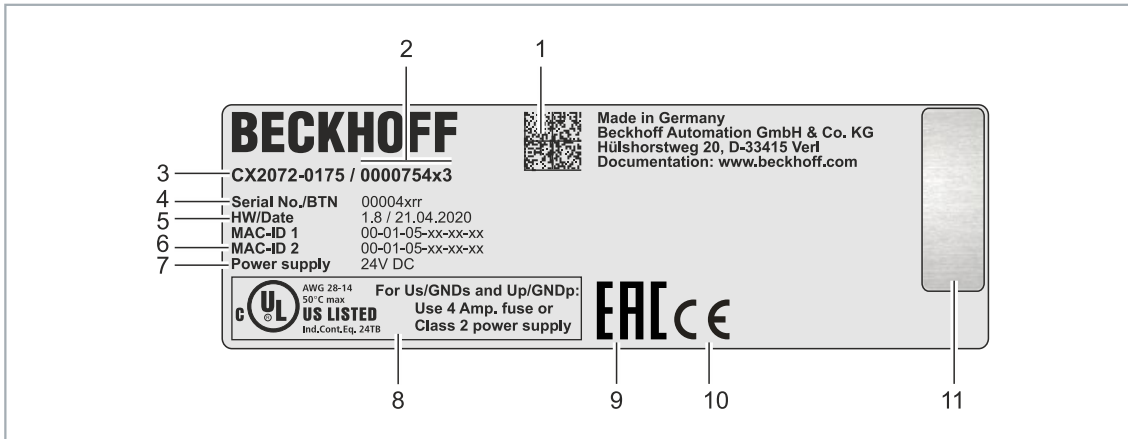 2
1
BECKHOFF
Made in Germany
Beckhoff Automation GmbH & Co. KG
Hülshorstweg 20, D-33415 Verl
Documentation: www.beckhoff.com
3
CX2072-0175 / 0000754x3
4
Serial No./BTN 00004xrr
5
HW/Date 1.8 / 21.04.2020
MAC-ID 1 00-01-05-xx-xx-xx
6
MAC-ID 2 00-01-05-xx-xx-xx
7
Power supply 24V DC
C UL ®
AWG 28-14
50°C max
US LISTED
Ind.Cont.Eq. 24TB
For Us/GNDs and Up/GNDp:
Use 4 Amp. fuse or
Class 2 power supply
EAC CE
8
9
10
11